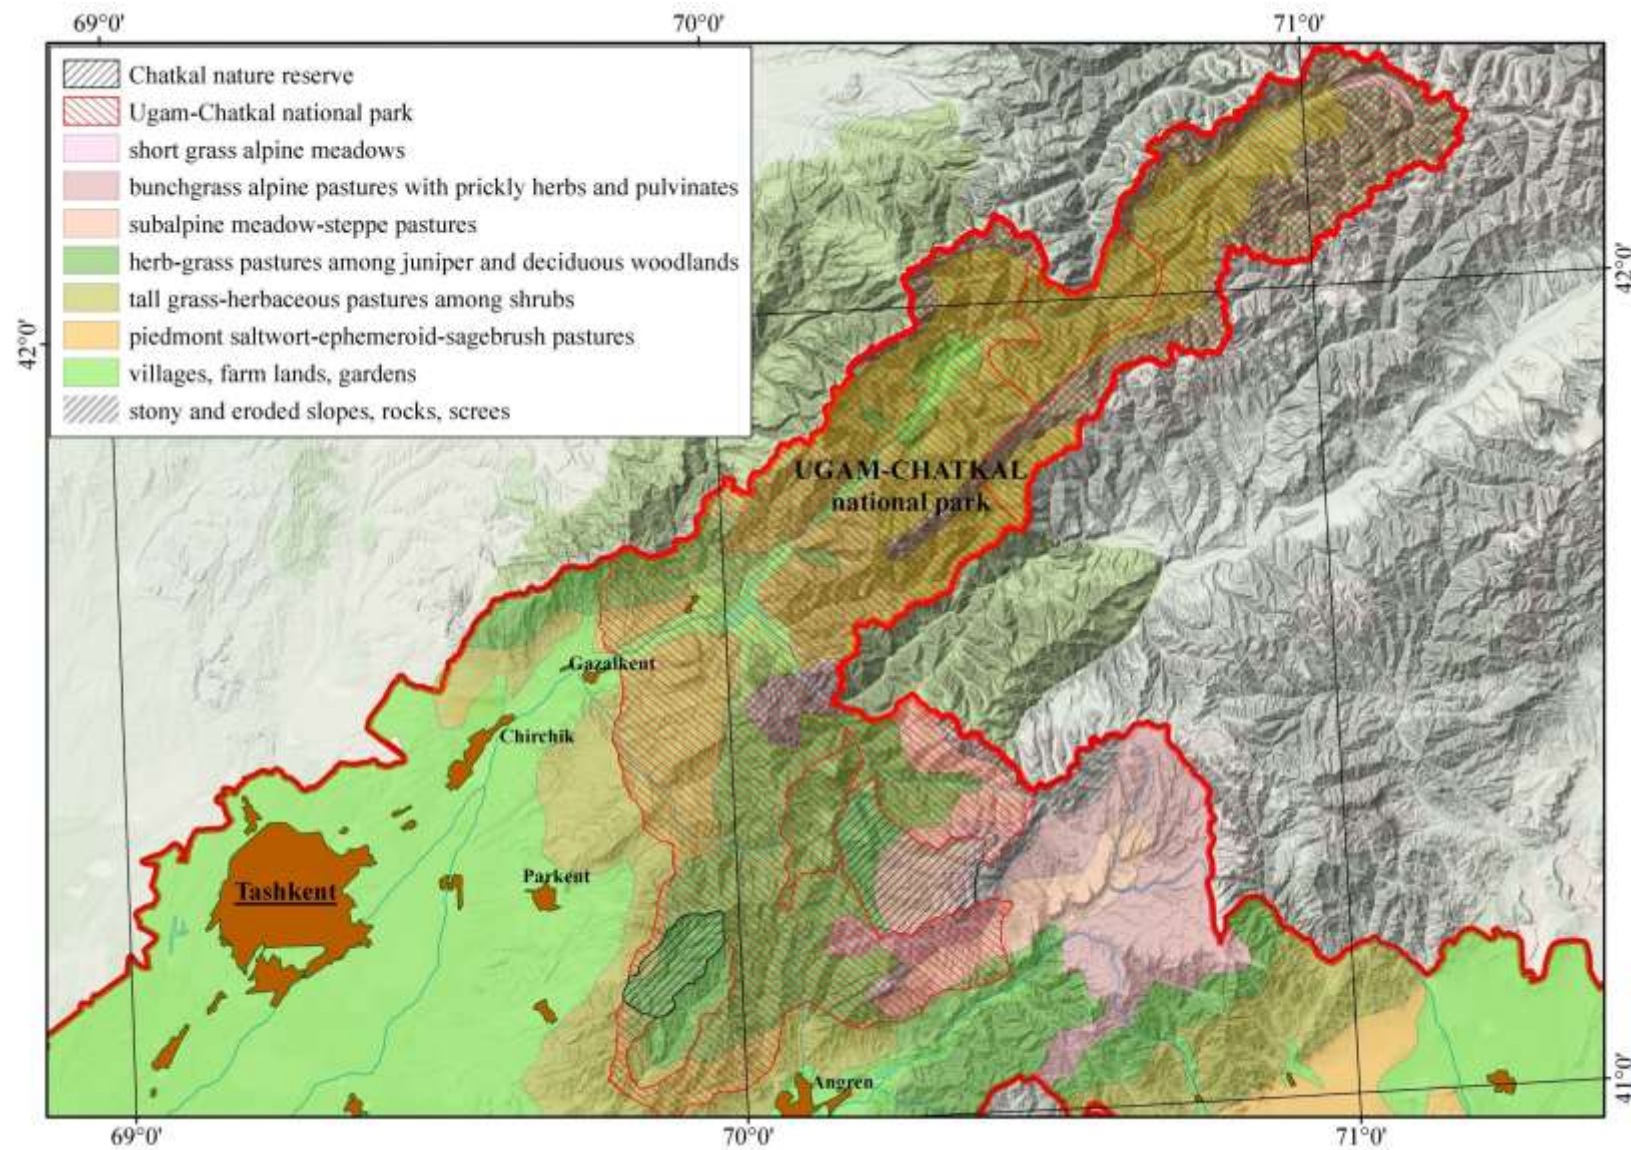 69°0' 70°0' 71°0'
Chatkal nature reserve
Ugam-Chatkal national park
short grass alpine meadows
bunchgrass alpine pastures with prickly herbs and pulvinates
subalpine meadow-steppe pastures
herb-grass pastures among juniper and deciduous woodlands
tall grass-herbaceous pastures among shrubs
piedmont saltwort-ephemeroid-sagebrush pastures
villages, farm lands, gardens
stony and eroded slopes, rocks, screes
42°0'
42°0'
UGAM-CHATKAL
national park
Gazalkent
Chirchik
Parkent
Tashkent
Angren
41°0'
69°0' 70°0' 71°0'